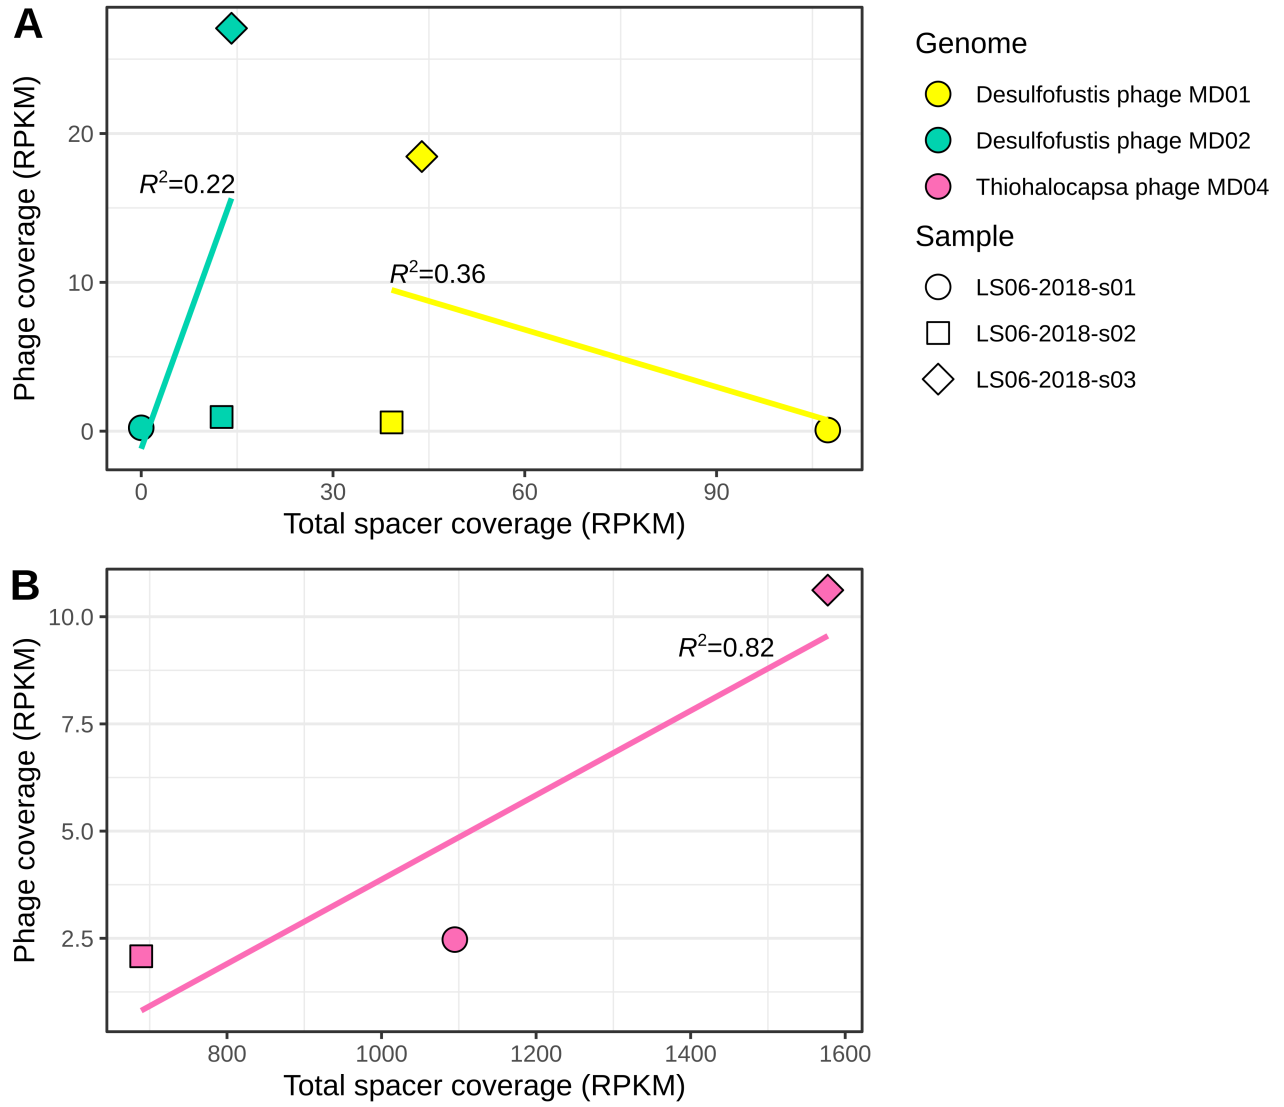 A
Phage coverage (RPKM)
20
10
0
R2=0.22
R2=0.36
0 30 60 90
Total spacer coverage (RPKM)
Genome
Desulfofustis phage MD01
Desulfofustis phage MD02
Thiohalocapsa phage MD04
Sample
LS06-2018-s01
LS06-2018-s02
LS06-2018-s03
B
Phage coverage (RPKM)
10.0
7.5
5.0
2.5
R2=0.82
800 1000 1200 1400 1600
Total spacer coverage (RPKM)